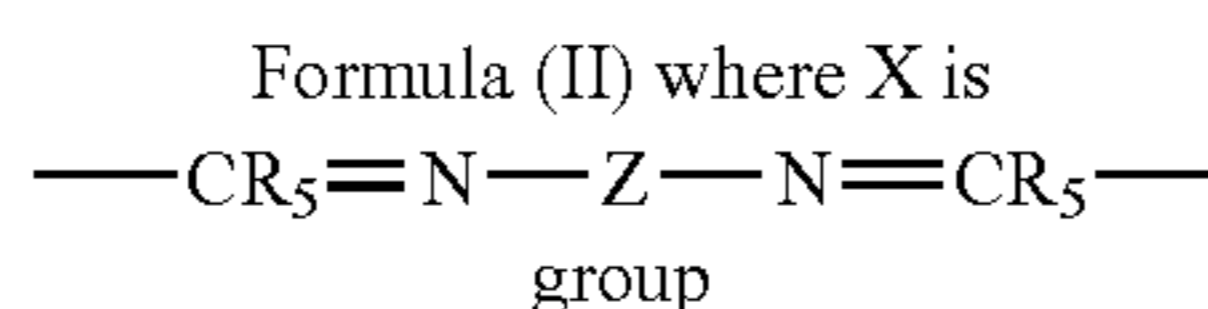 Formula (II) where X is
—CR₅=N—Z—N=CR₅—
group